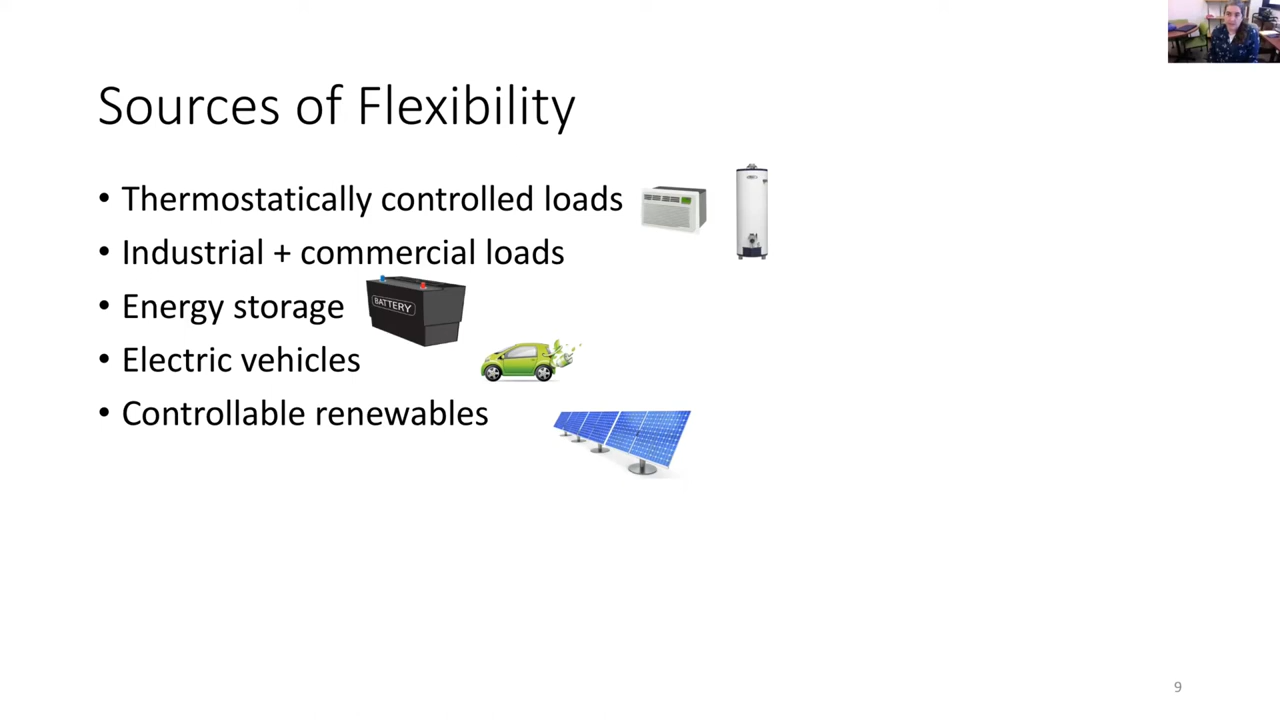 Sources of Flexibility
• Thermostatically controlled loads
• Industrial + commercial loads
• Energy storage
BATTERY
• Electric vehicles
• Controllable renewables
9